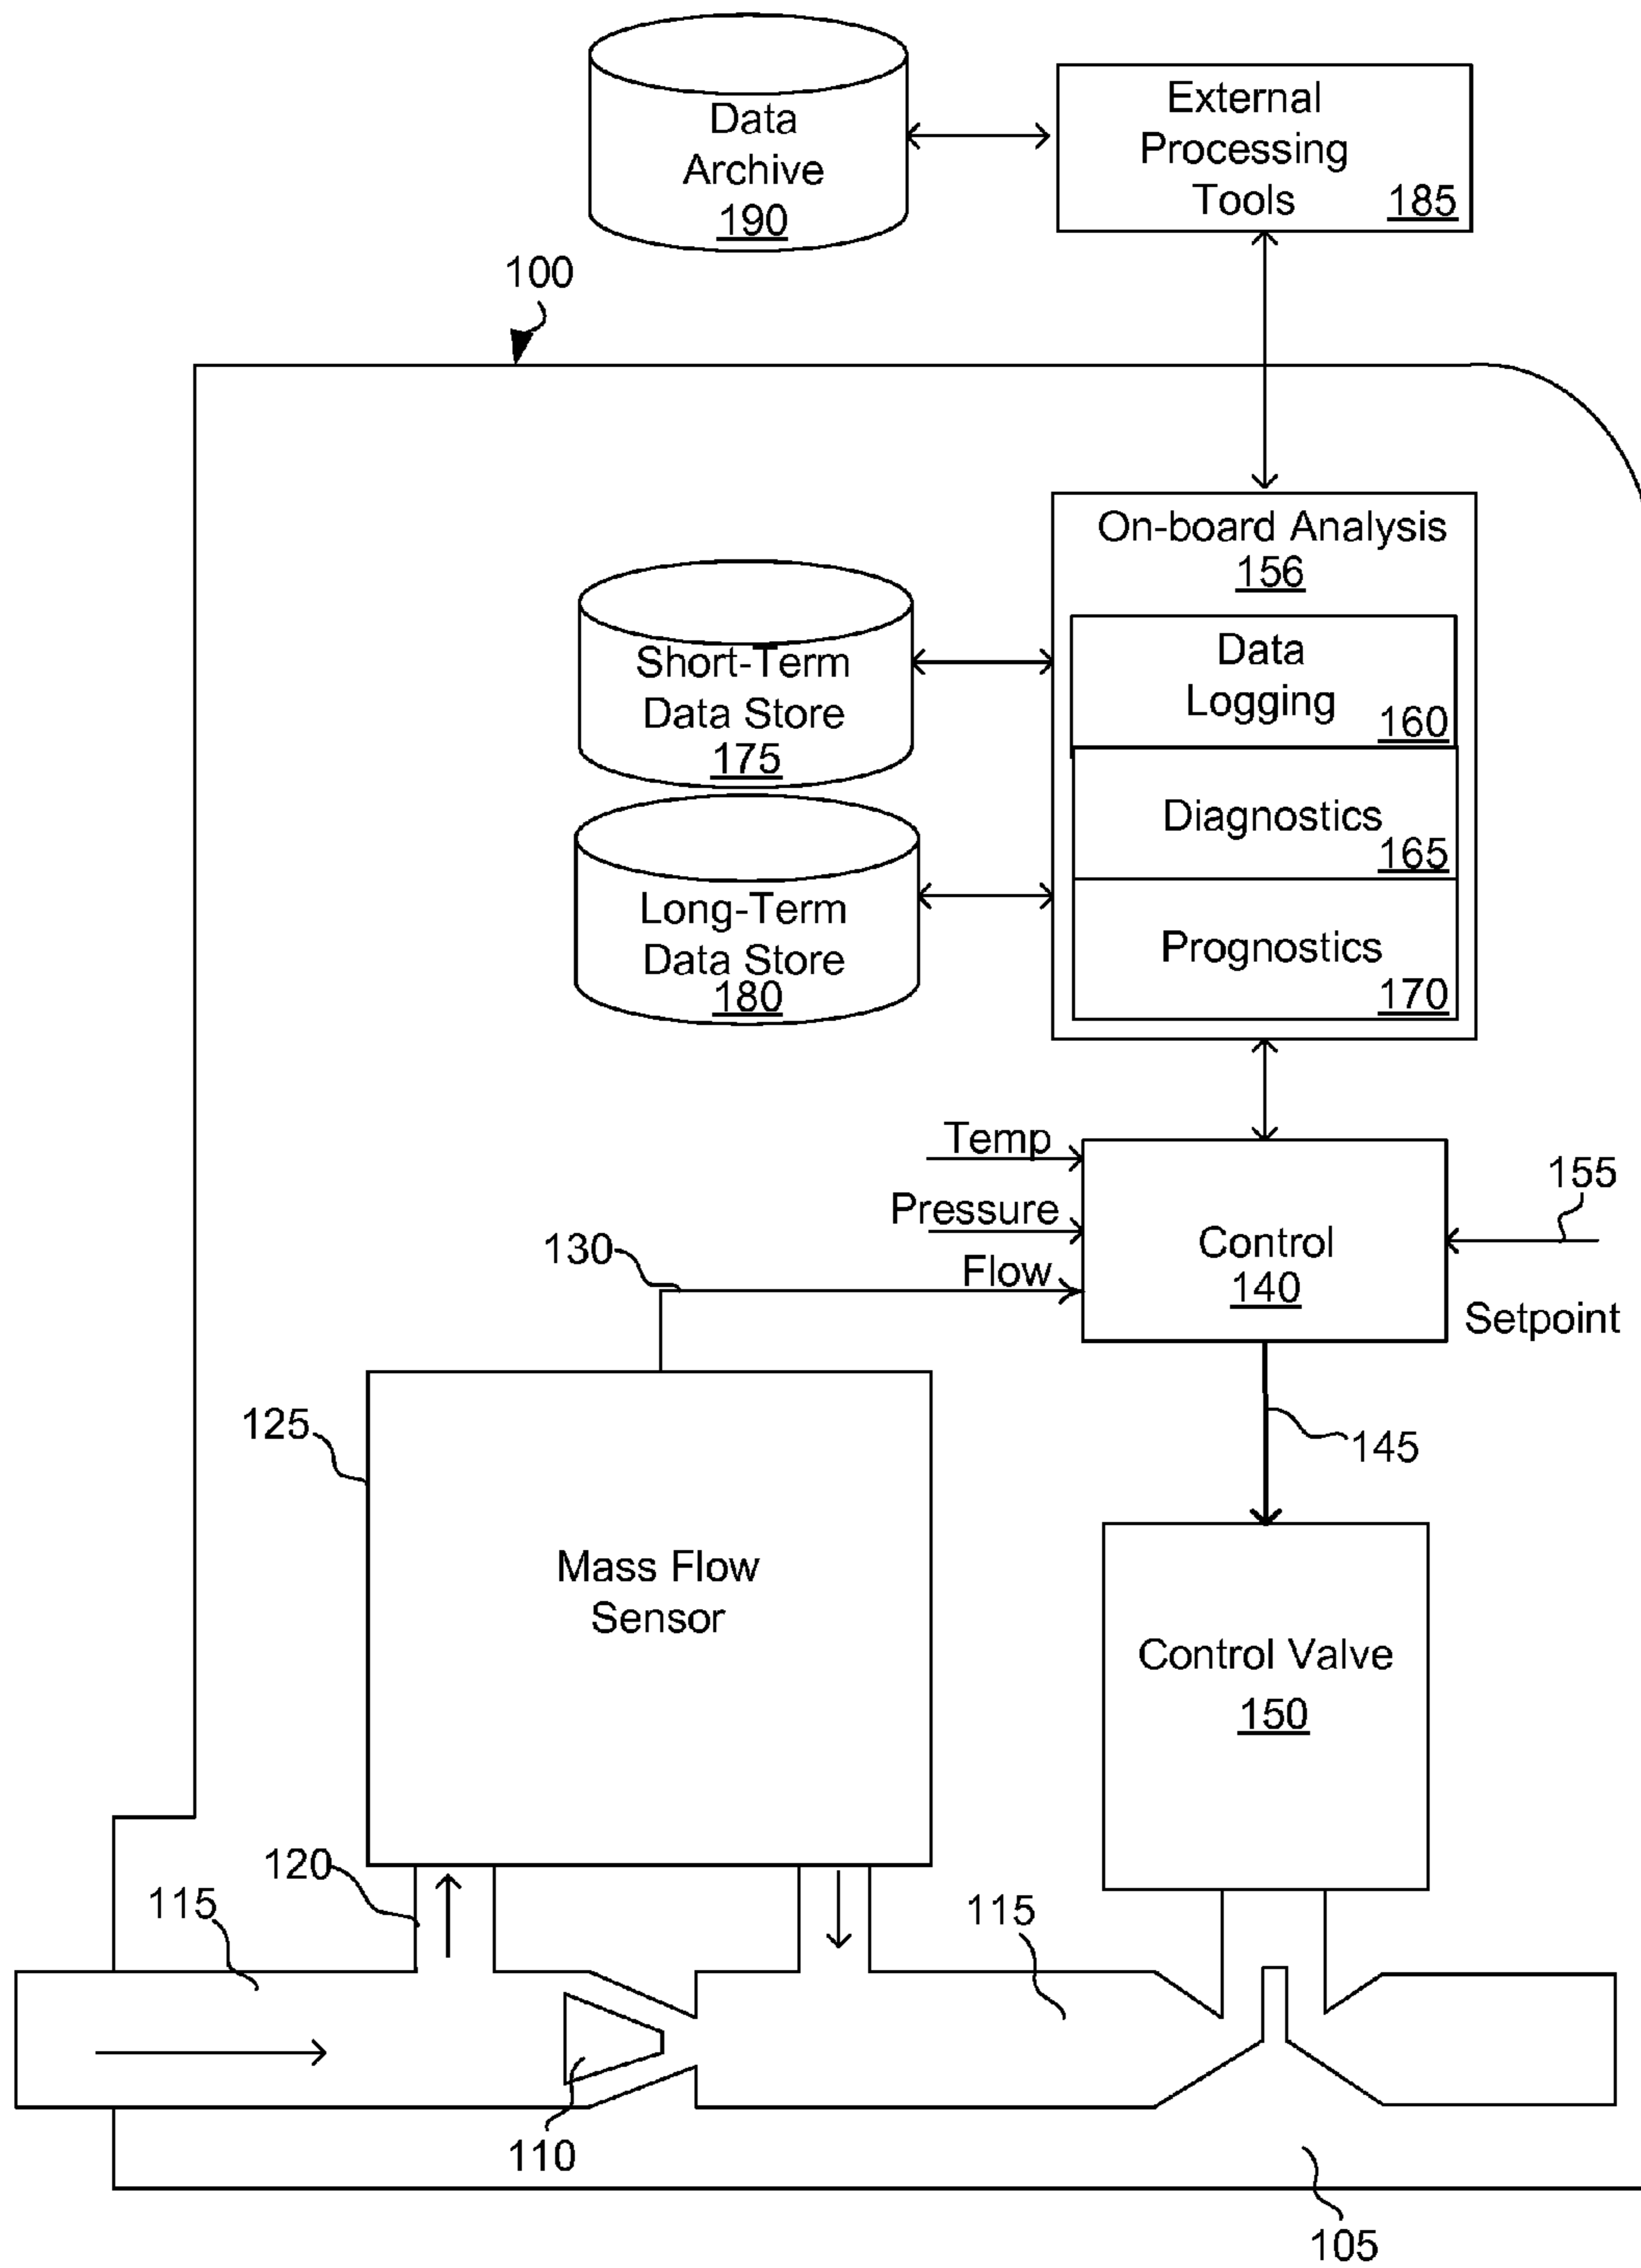 Data
Archive
190
External
Processing
Tools
185
100
On-board Analysis
156
Data
Logging
160
Short-Term
Data Store
175
Diagnostics
165
Long-Term
Data Store
180
Prognostics
170
Temp
Pressure
Flow
130
Control
140
155
Setpoint
125
145
Mass Flow
Sensor
Control Valve
150
120
115
115
110
105